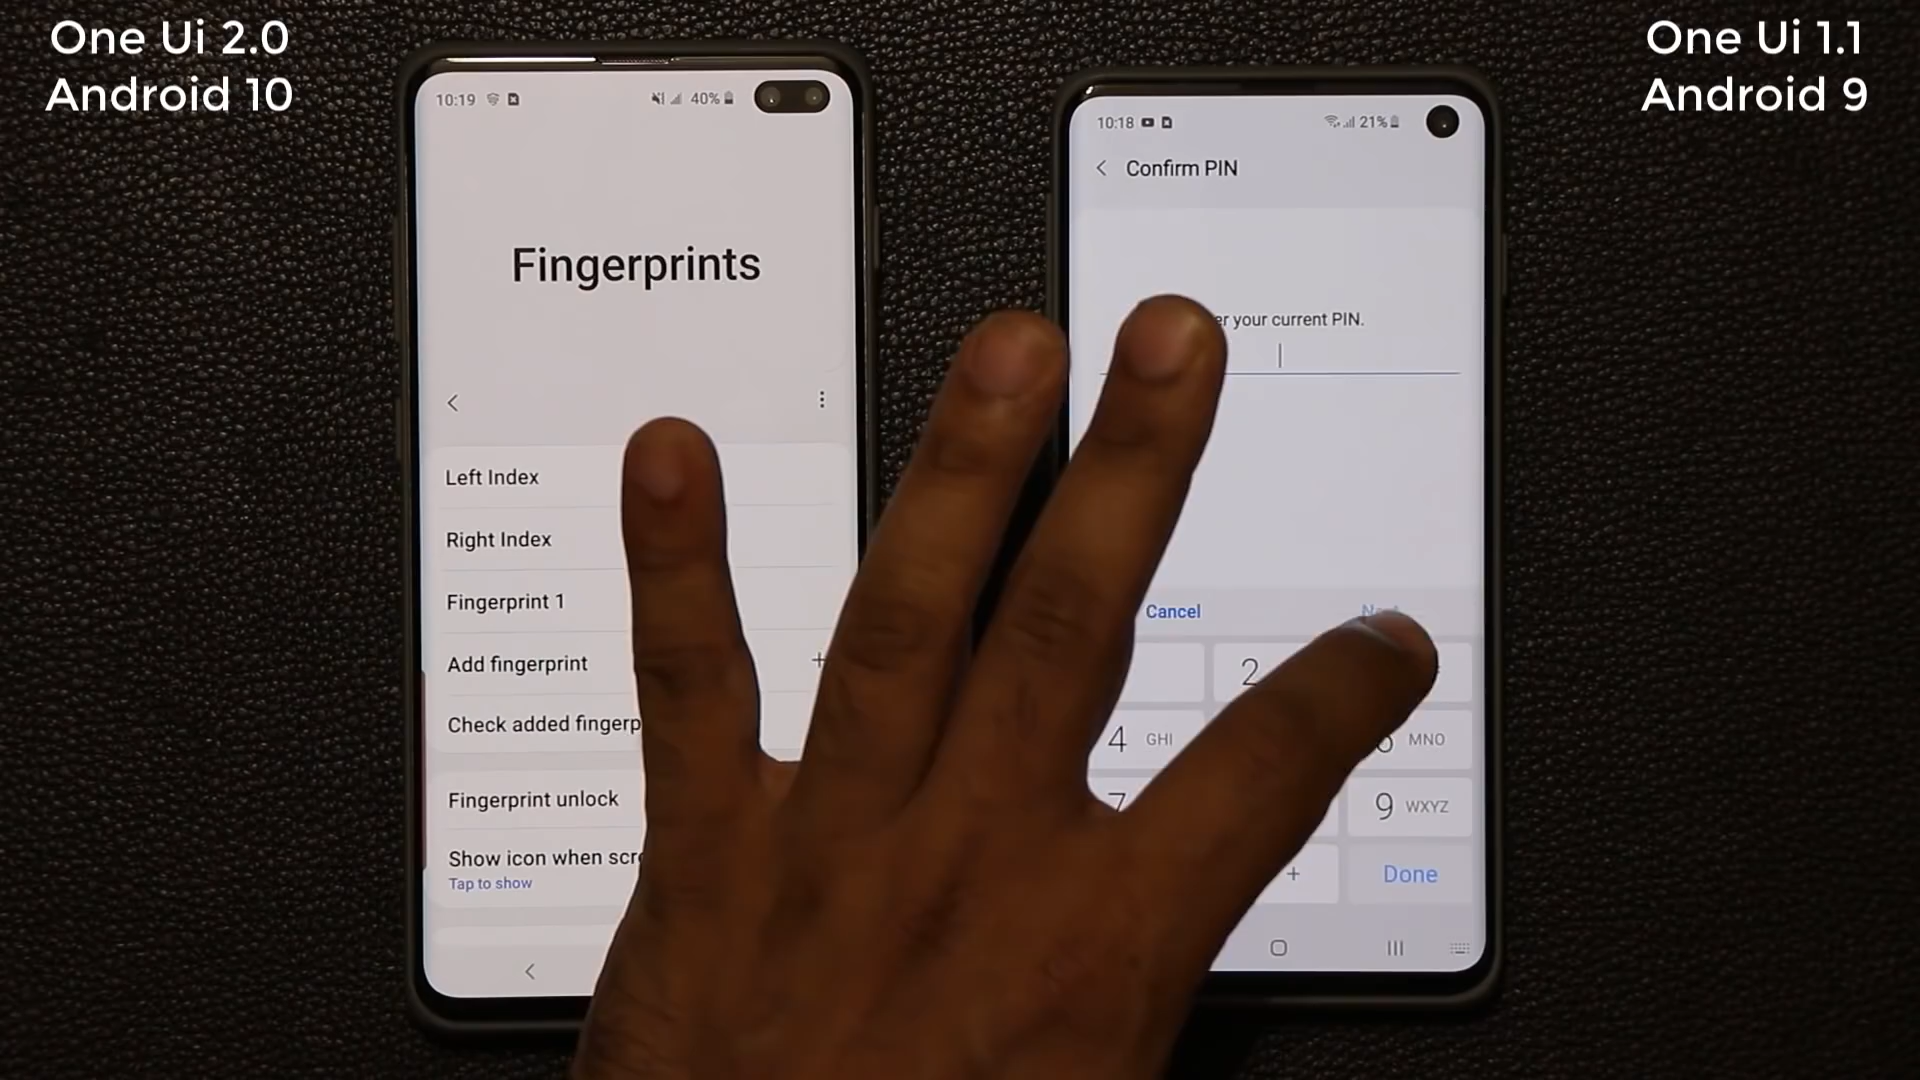 One Ui 2.0
Android 10
One Ui 1.1
Android 9
10:19
40%
Fingerprints
Left Index
Right Index
Fingerprint 1
Add fingerprint
+
Check added fingerp
Fingerprint unlock
Show icon when scr
Tap to show
10:18
21%
Confirm PIN
er your current PIN.
Cancel
2
4 GHI
MNO
7
9 WXYZ
+
Done